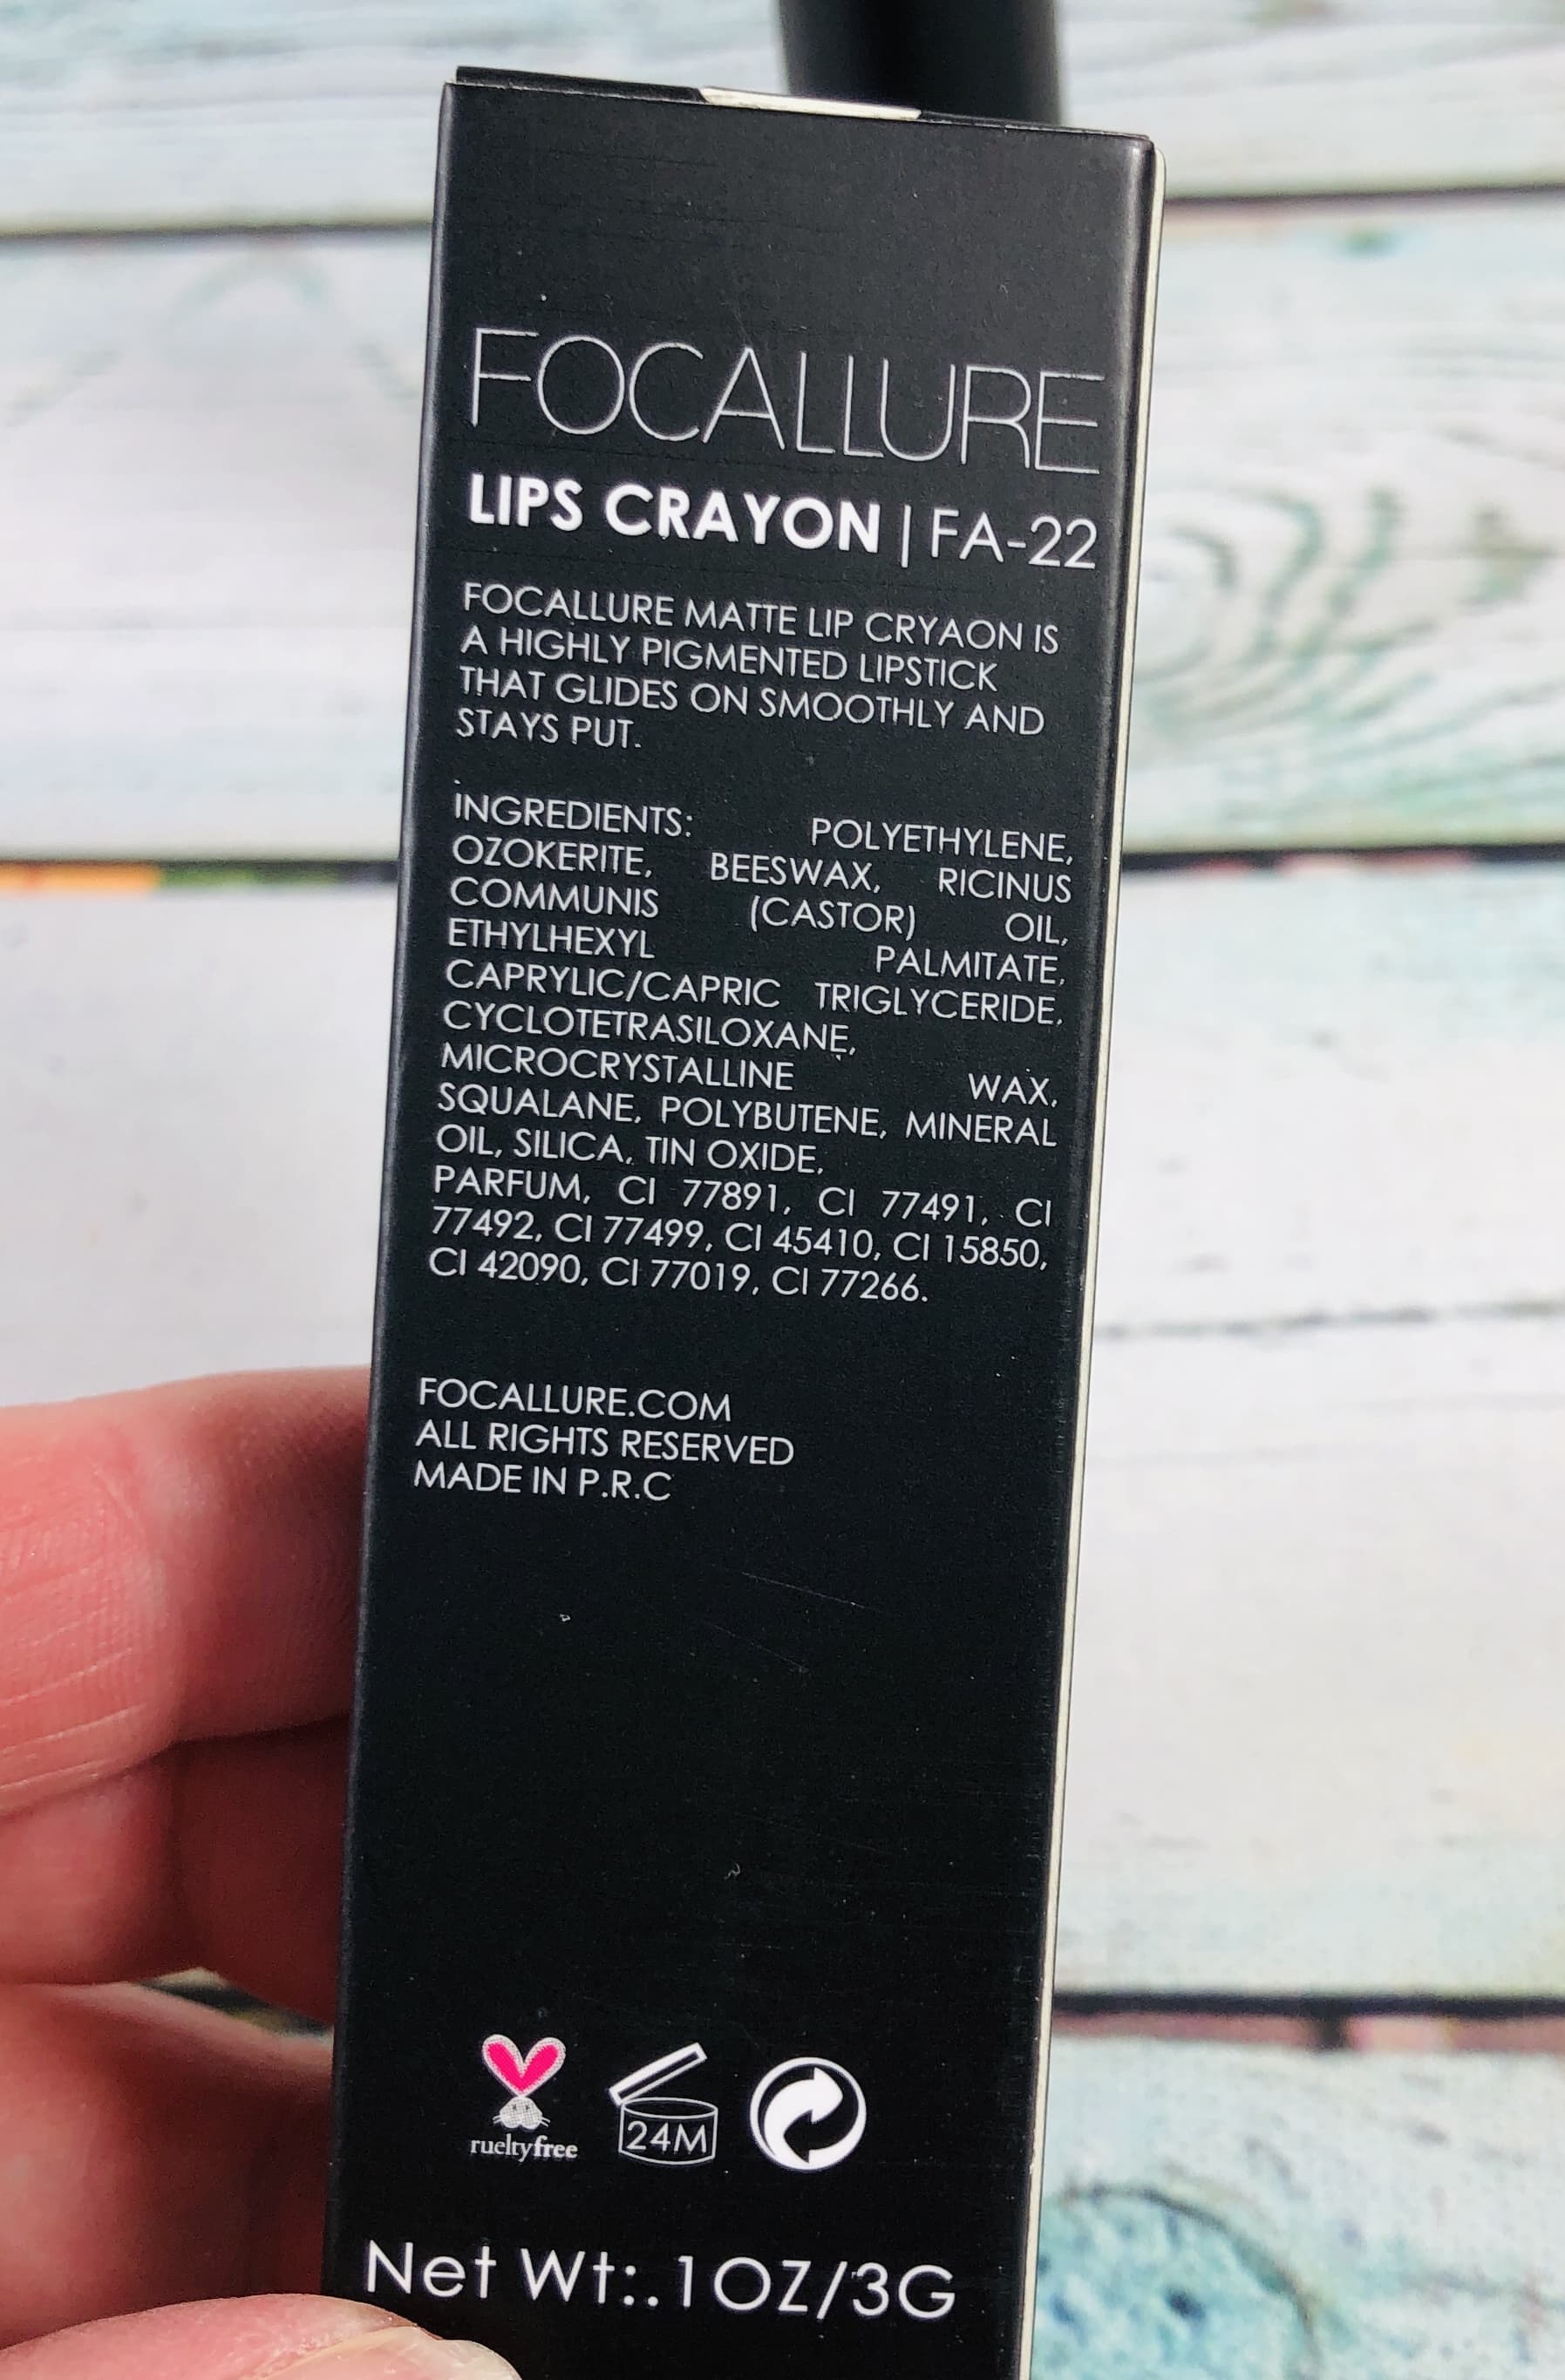 FOCALLURE
LIPS CRAYON | FA-22
FOCALLURE MATTE LIP CRYAON IS
A HIGHLY PIGMENTED LIPSTICK
THAT GLIDES ON SMOOTHLY AND
STAYS PUT.
INGREDIENTS: POLYETHYLENE,
OZOKERITE, BEESWAX, RICINUS
COMMUNIS (CASTOR) OIL,
ETHYLHEXYL PALMITATE,
CAPRYLIC/CAPRIC TRIGLYCERIDE,
CYCLOTETRASILOXANE,
MICROCRYSTALLINE WAX,
SQUALANE, POLYBUTENE, MINERAL
OIL, SILICA, TIN OXIDE,
PARFUM, CI 77891, CI 77491, CI
77492, CI 77499, CI 45410, CI 15850,
CI 42090, CI 77019, CI 77266.
FOCALLURE.COM
ALL RIGHTS RESERVED
MADE IN P.R.C
rueltyfree
24M
Net Wt:.1OZ/3G